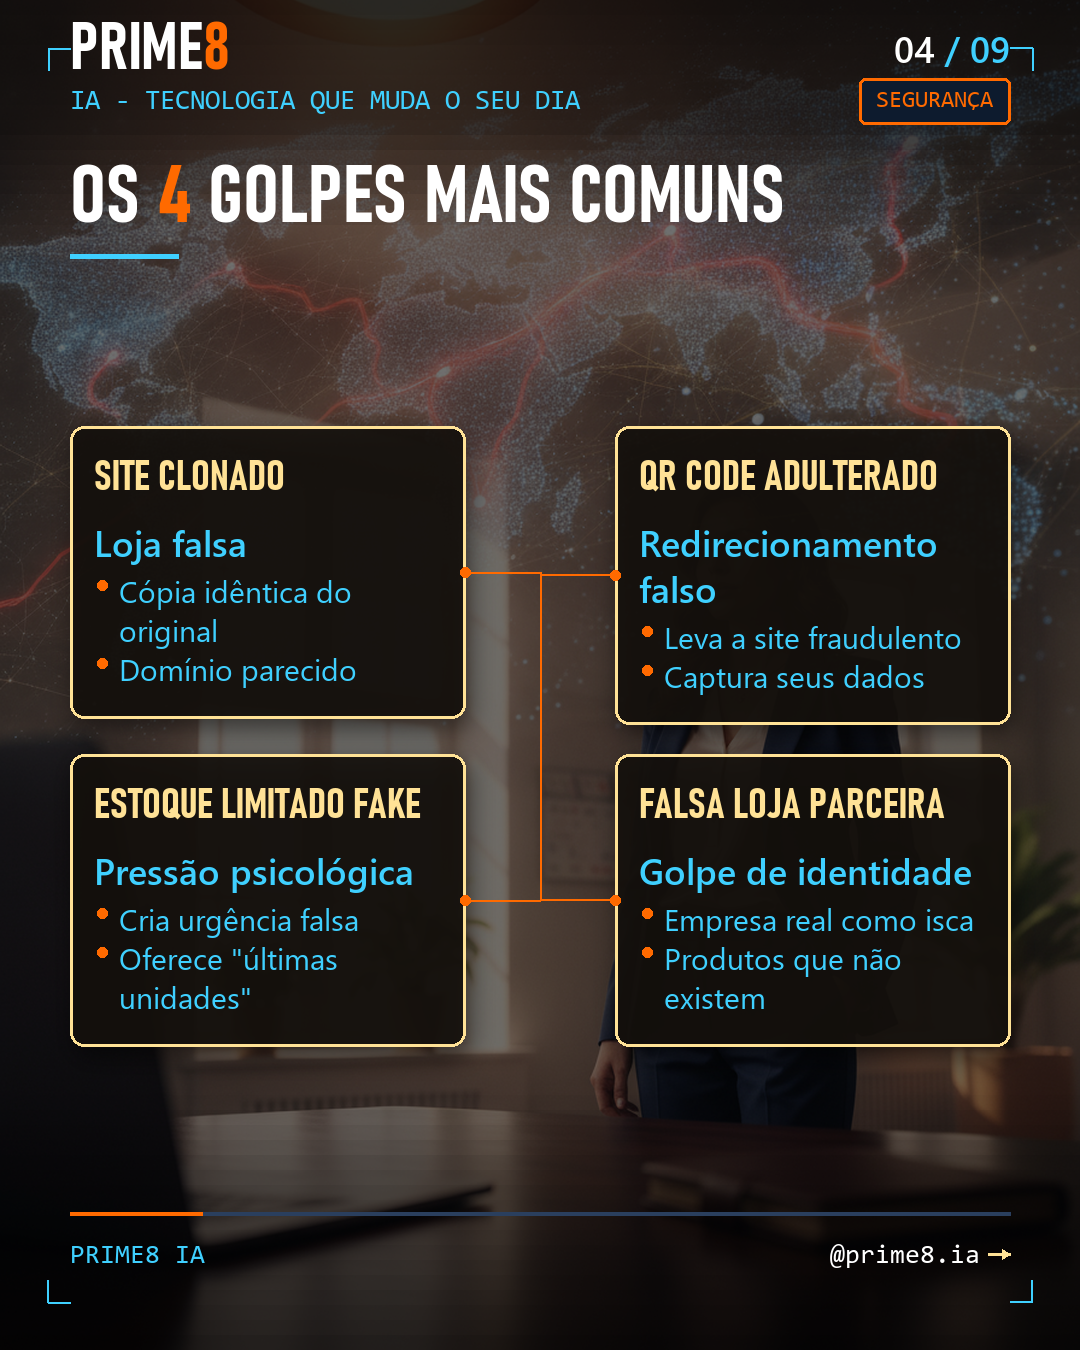 PRIME8
04 / 09
IA - TECNOLOGIA QUE MUDA O SEU DIA
SEGURANÇA
OS 4 GOLPES MAIS COMUNS
SITE CLONADO
Loja falsa
Cópia idêntica do
original
Domínio parecido
QR CODE ADULTERADO
Redirecionamento
falso
Leva a site fraudulento
Captura seus dados
ESTOQUE LIMITADO FAKE
Pressão psicológica
Cria urgência falsa
Oferece "últimas
unidades"
FALSA LOJA PARCEIRA
Golpe de identidade
Empresa real como isca
Produtos que não
existem
PRIME8 IA
@prime8.ia